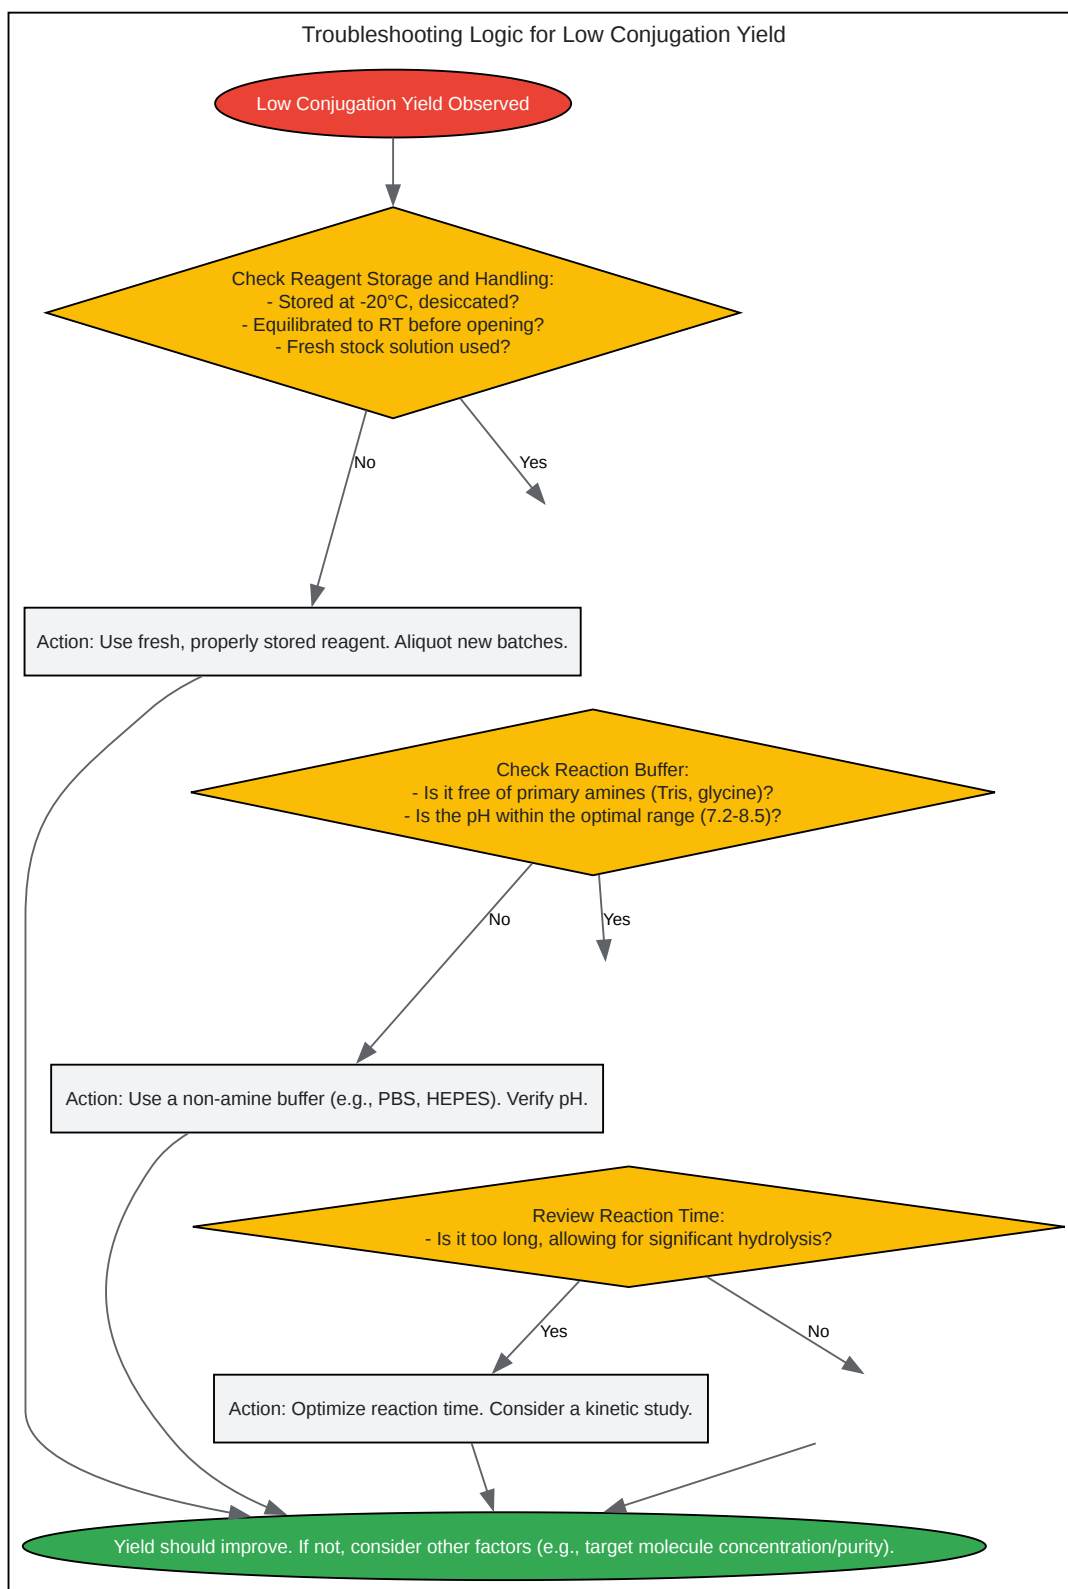 Troubleshooting Logic for Low Conjugation Yield
Low Conjugation Yield Observed
Check Reagent Storage and Handling:
- Stored at -20°C, desiccated?
- Equilibrated to RT before opening?
- Fresh stock solution used?
No
Yes
Action: Use fresh, properly stored reagent. Aliquot new batches.
Check Reaction Buffer:
- Is it free of primary amines (Tris, glycine)?
- Is the pH within the optimal range (7.2-8.5)?
No
Yes
Action: Use a non-amine buffer (e.g., PBS, HEPES). Verify pH.
Review Reaction Time:
- Is it too long, allowing for significant hydrolysis?
Yes
No
Action: Optimize reaction time. Consider a kinetic study.
Yield should improve. If not, consider other factors (e.g., target molecule concentration/purity).